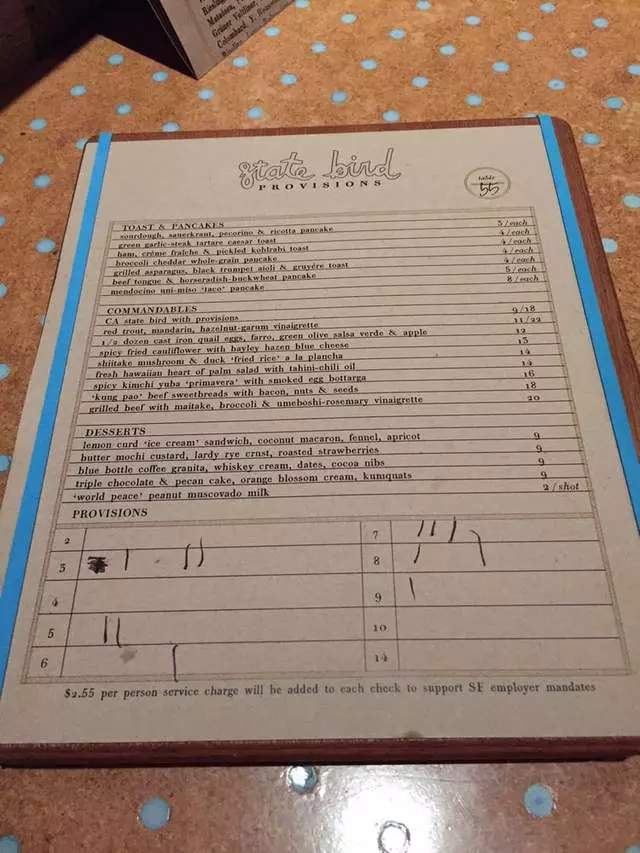 Grüner Veltliner,
Colombard, J.
state bird
PROVISIONS
table
55
TOAST & PANCAKES
sourdough, sauerkraut, pecorino & ricotta pancake 3/each
green garlic-steak tartare caesar toast 4/each
ham, crème fraîche & pickled kohlrabi toast 4/each
broccoli cheddar whole-grain pancake 4/each
grilled asparagus, black trumpet aioli & gruyère toast 4/each
beef tongue & horseradish-buckwheat pancake 5/each
mendocino uni-miso 'taco' pancake 8/each
COMMANDABLES
CA state bird with provisions 9/18
red trout, mandarin, hazelnut-garum vinaigrette 11/22
1/2 dozen cast iron quail eggs, farro, green olive salsa verde & apple 12
spicy fried cauliflower with bayley hazen blue cheese 13
shiitake mushroom & duck 'fried rice' a la plancha 14
fresh hawaiian heart of palm salad with tahini-chili oil 14
spicy kimchi yuba 'primavera' with smoked egg bottarga 16
'kung pao' beef sweetbreads with bacon, nuts & seeds 18
grilled beef with maitake, broccoli & umeboshi-rosemary vinaigrette 20
DESSERTS
lemon curd 'ice cream' sandwich, coconut macaron, fennel, apricot 9
butter mochi custard, lardy rye crust, roasted strawberries 9
blue bottle coffee granita, whiskey cream, dates, cocoa nibs 9
triple chocolate & pecan cake, orange blossom cream, kumquats 9
'world peace' peanut muscovado milk 2/shot
PROVISIONS
2
3
4
5
6
7
8
9
10
14
$2.55 per person service charge will be added to each check to support SF employer mandates